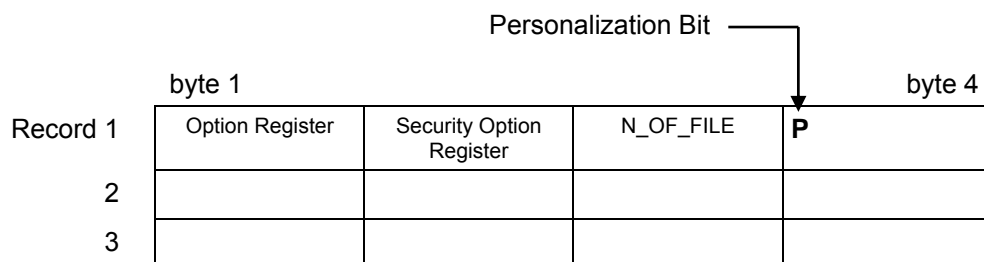 Personalization Bit
byte 1 byte 4
Record 1 Option Register Security Option Register N_OF_FILE P
2
3